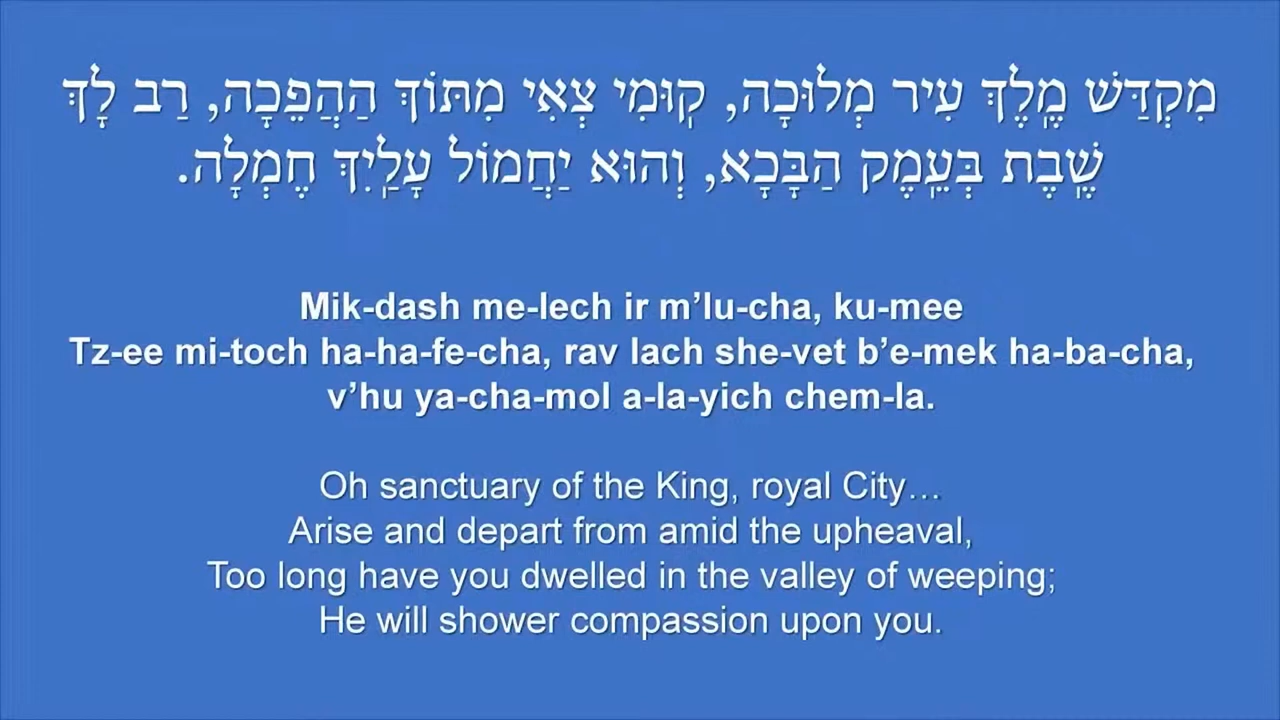 מִקְדַּשׁ מֶֽלֶךְ עִיר מְלוּכָה, קֽוּמִי צְאִי מִתּוֹךְ הַהֲפֵכָה, רַב לָךְ
שֶֽׁבֶת בְּעֵֽמֶק הַבָּכָא, וְהוּא יַחֲמוֹל עָלַֽיִךְ חֶמְלָה.
Mik-dash me-lech ir m’lu-cha, ku-mee
Tz-ee mi-toch ha-ha-fe-cha, rav lach she-vet b’e-mek ha-ba-cha,
v’hu ya-cha-mol a-la-yich chem-la.
Oh sanctuary of the King, royal City…
Arise and depart from amid the upheaval,
Too long have you dwelled in the valley of weeping;
He will shower compassion upon you.